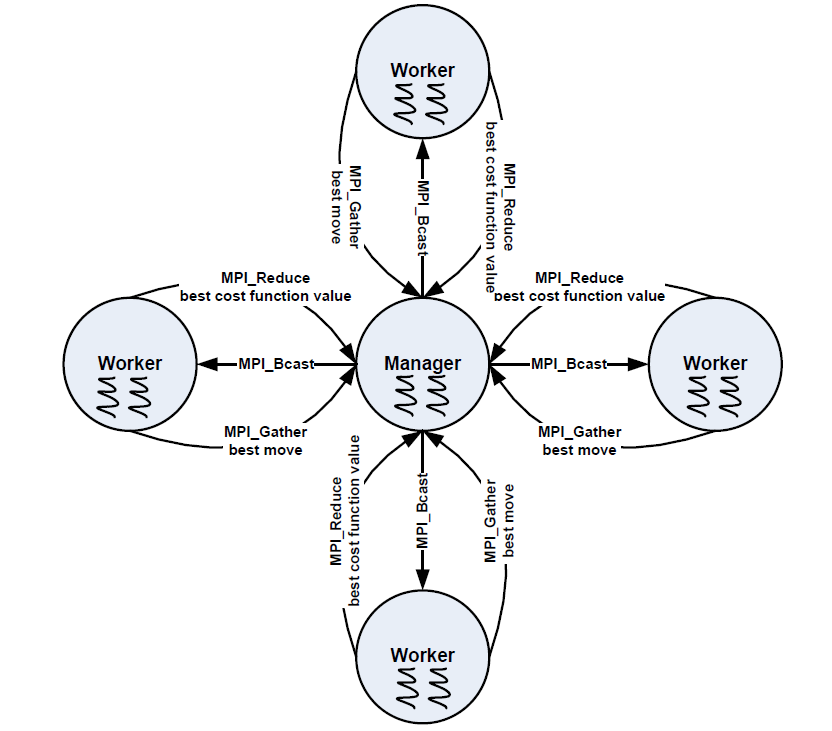 Worker
MPI_Gather
best move
MPI_Bcast
MPI_Reduce
best cost function value
MPI_Reduce
best cost function value
MPI_Reduce
best cost function value
Worker
MPI_Bcast
Manager
MPI_Bcast
Worker
MPI_Gather
best move
MPI_Gather
best move
MPI_Reduce
best cost function value
MPI_Bcast
MPI_Gather
best move
Worker